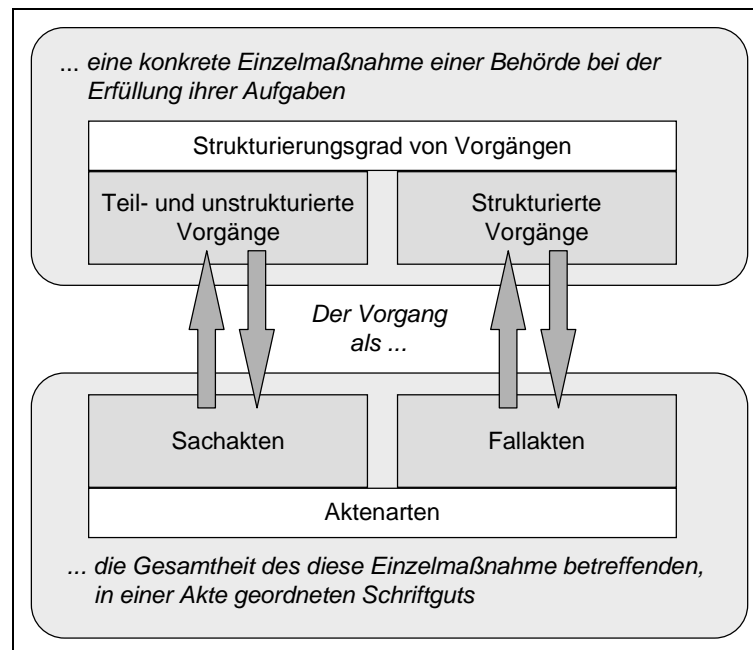 ... eine konkrete Einzelmaßnahme einer Behörde bei der
Erfüllung ihrer Aufgaben
Strukturierungsgrad von Vorgängen
Teil- und unstrukturierte
Vorgänge
Strukturierte
Vorgänge
Der Vorgang
als ...
Sachakten
Fallakten
Aktenarten
... die Gesamtheit des diese Einzelmaßnahme betreffenden,
in einer Akte geordneten Schriftguts